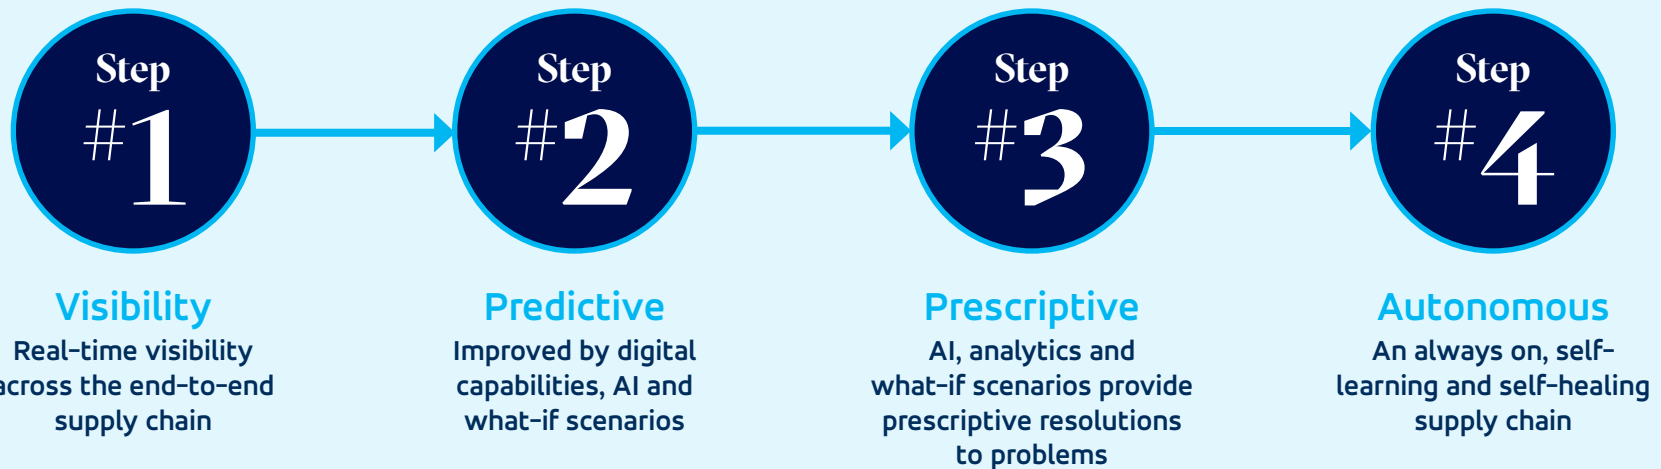 Step
#1
Step
#2
Step
#3
Step
#4
Visibility
Real-time visibility
across the end-to-end
supply chain
Predictive
Improved by digital
capabilities, AI and
what-if scenarios
Prescriptive
AI, analytics and
what-if scenarios provide
prescriptive resolutions
to problems
Autonomous
An always on, self-
learning and self-healing
supply chain